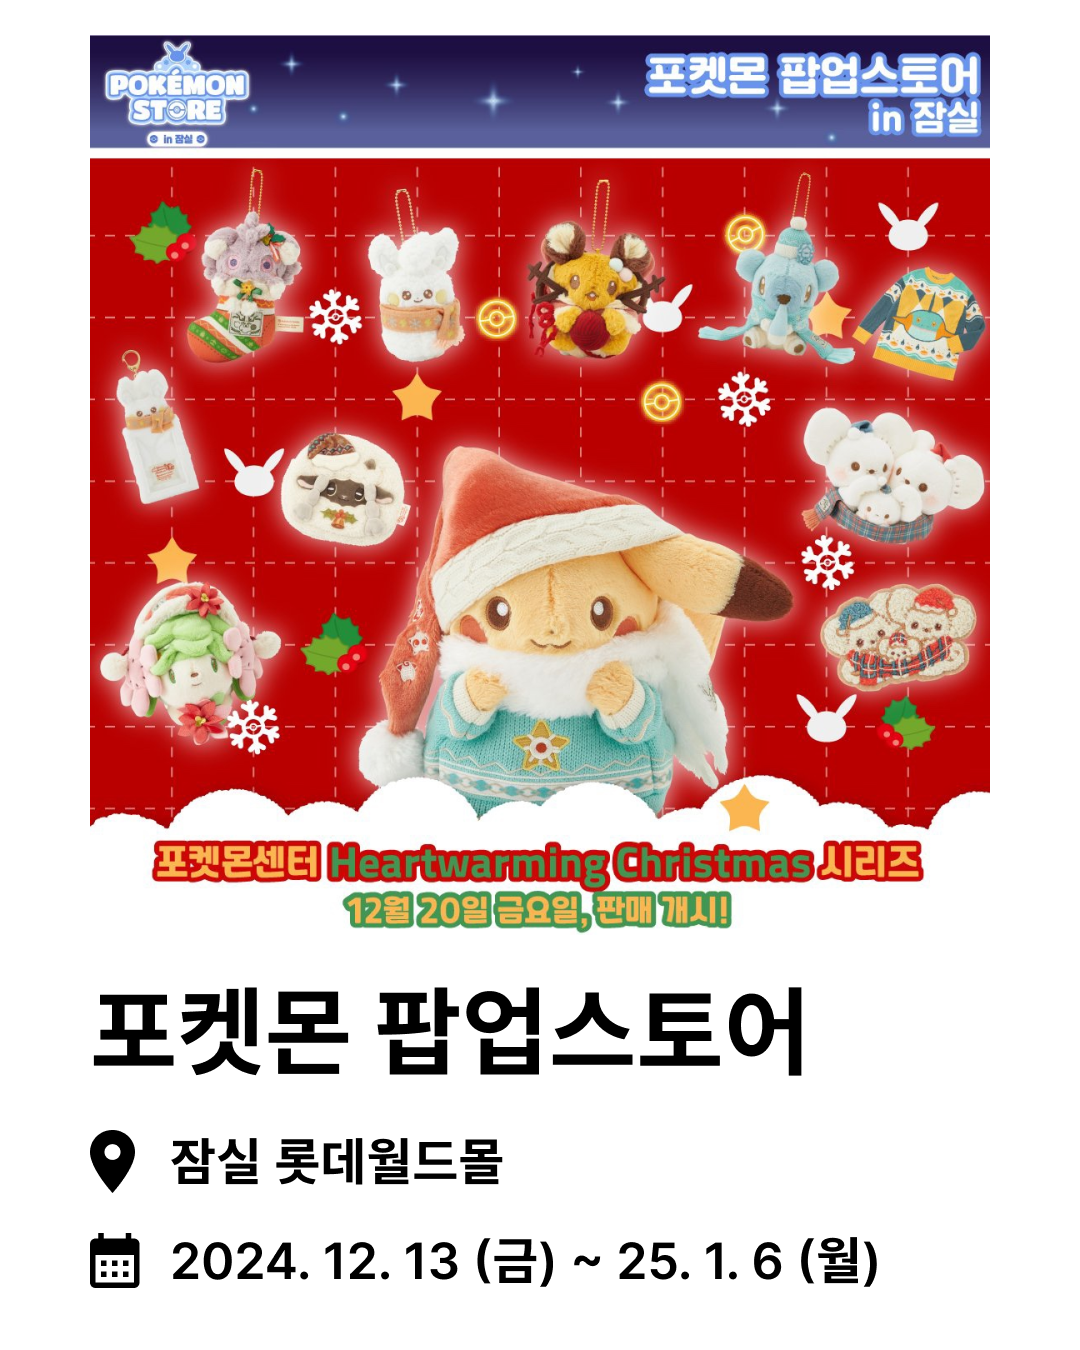 POKÉMON
STORE
in 잠실
포켓몬 팝업스토어
in 잠실
포켓몬센터 Heartwarming Christmas 시리즈
12월 20일 금요일, 판매 개시!
포켓몬 팝업스토어
잠실 롯데월드몰
2024. 12. 13 (금) ~ 25. 1. 6 (월)